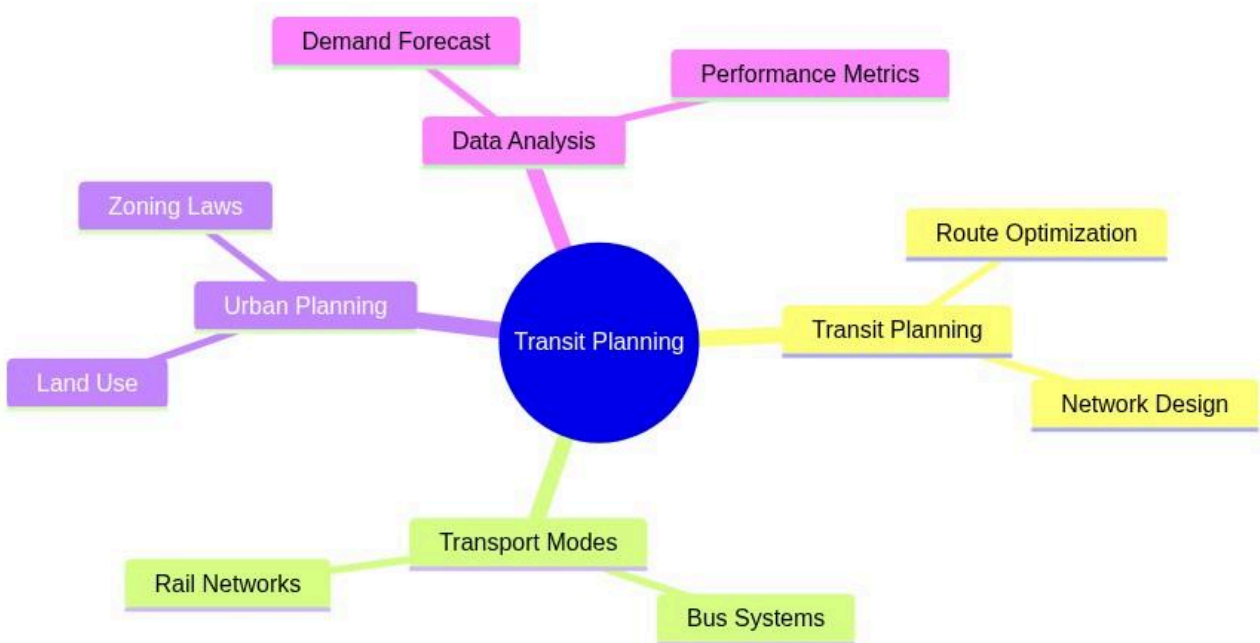 Demand Forecast
Performance Metrics
Data Analysis
Zoning Laws
Route Optimization
Urban Planning
Transit Planning
Transit Planning
Land Use
Network Design
Transport Modes
Rail Networks
Bus Systems